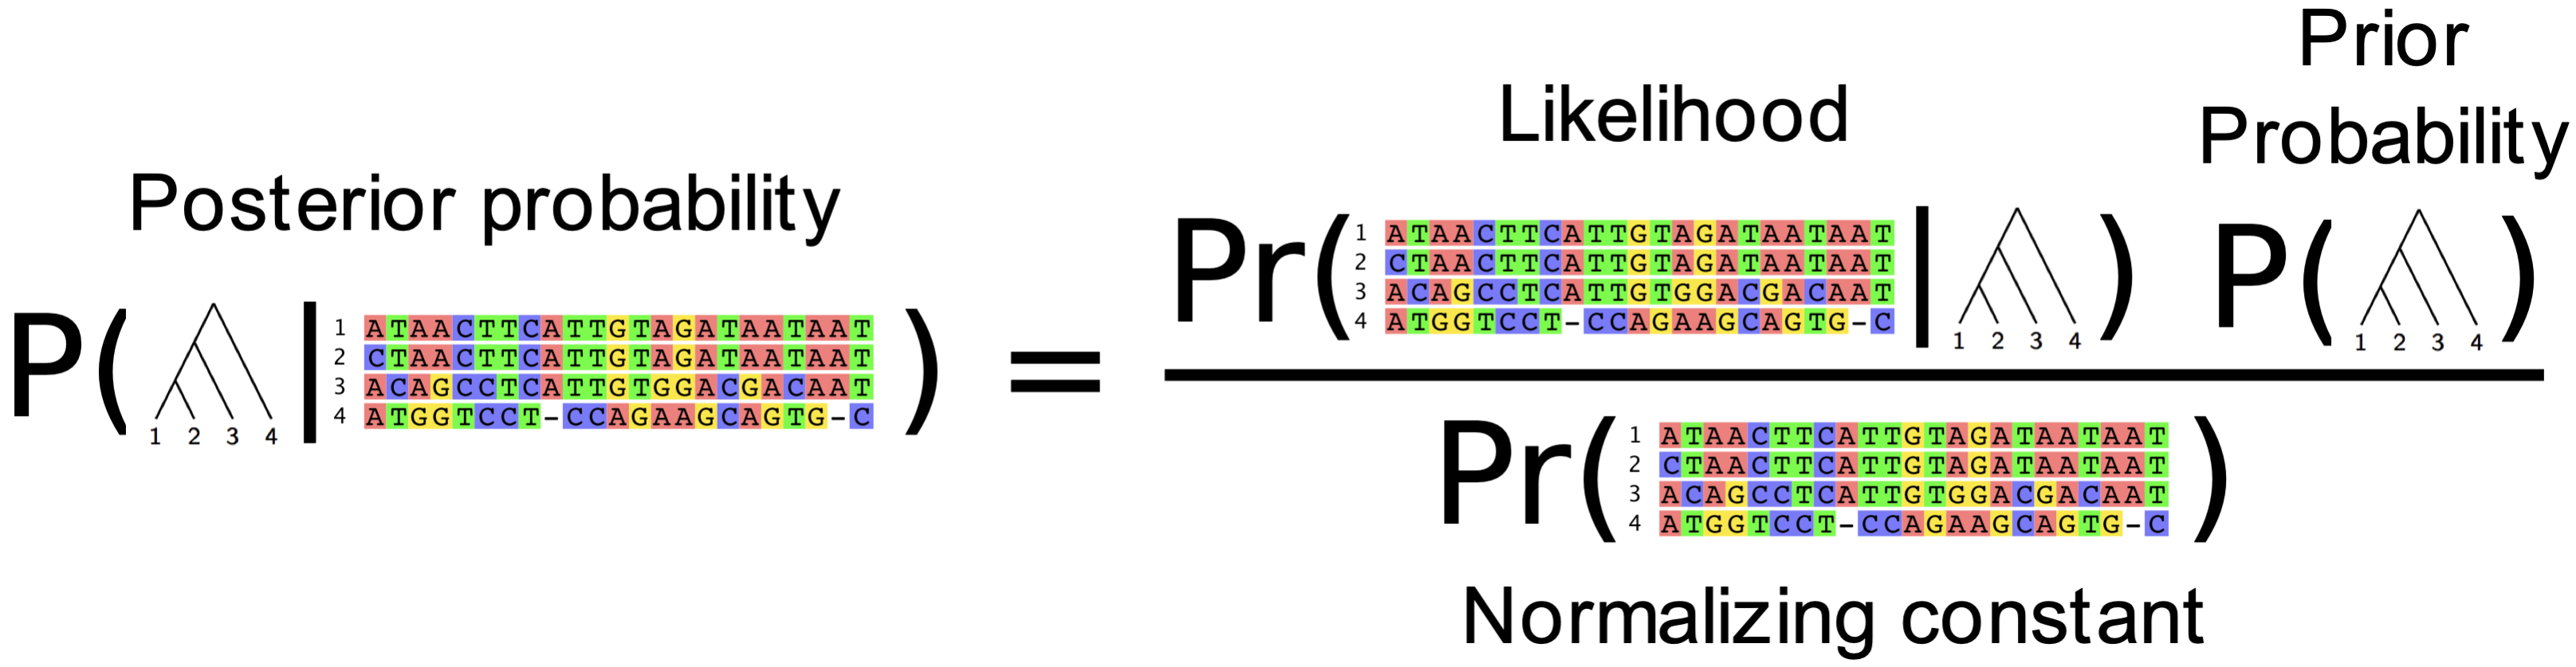 Prior
Probability
Likelihood
Posterior probability
Pr( 1 ATAACTTCATTGTAGATAATAAT | 1 2 3 4 ) P( 1 2 3 4 )
2 CTAACTTCATTGTAGATAATAAT
3 ACAGCCTCATTGTGGACGACAAT
4 ATGGTCCT-CCAGAAGCAGTG-C
P( 1 2 3 4 | 1 ATAACTTCATTGTAGATAATAAT ) =
2 CTAACTTCATTGTAGATAATAAT
3 ACAGCCTCATTGTGGACGACAAT
4 ATGGTCCT-CCAGAAGCAGTG-C
Pr( 1 ATAACTTCATTGTAGATAATAAT )
2 CTAACTTCATTGTAGATAATAAT
3 ACAGCCTCATTGTGGACGACAAT
4 ATGGTCCT-CCAGAAGCAGTG-C
Normalizing constant